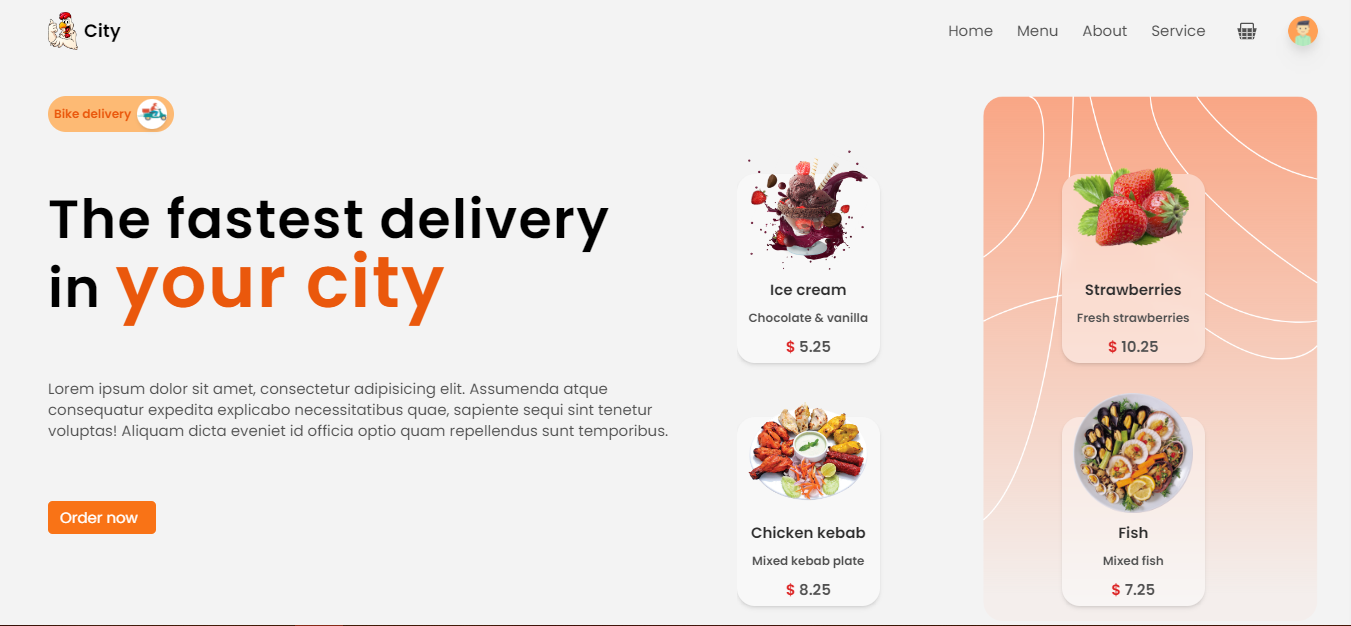 City
Home Menu About Service
Bike delivery
The fastest delivery
in your city
Lorem ipsum dolor sit amet, consectetur adipisicing elit. Assumenda atque
consequatur expedita explicabo necessitatibus quae, sapiente sequi sint tenetur
voluptas! Aliquam dicta eveniet id officia optio quam repellendus sunt temporibus.
Order now
Ice cream
Chocolate & vanilla
$ 5.25
Strawberries
Fresh strawberries
$ 10.25
Chicken kebab
Mixed kebab plate
$ 8.25
Fish
Mixed fish
$ 7.25